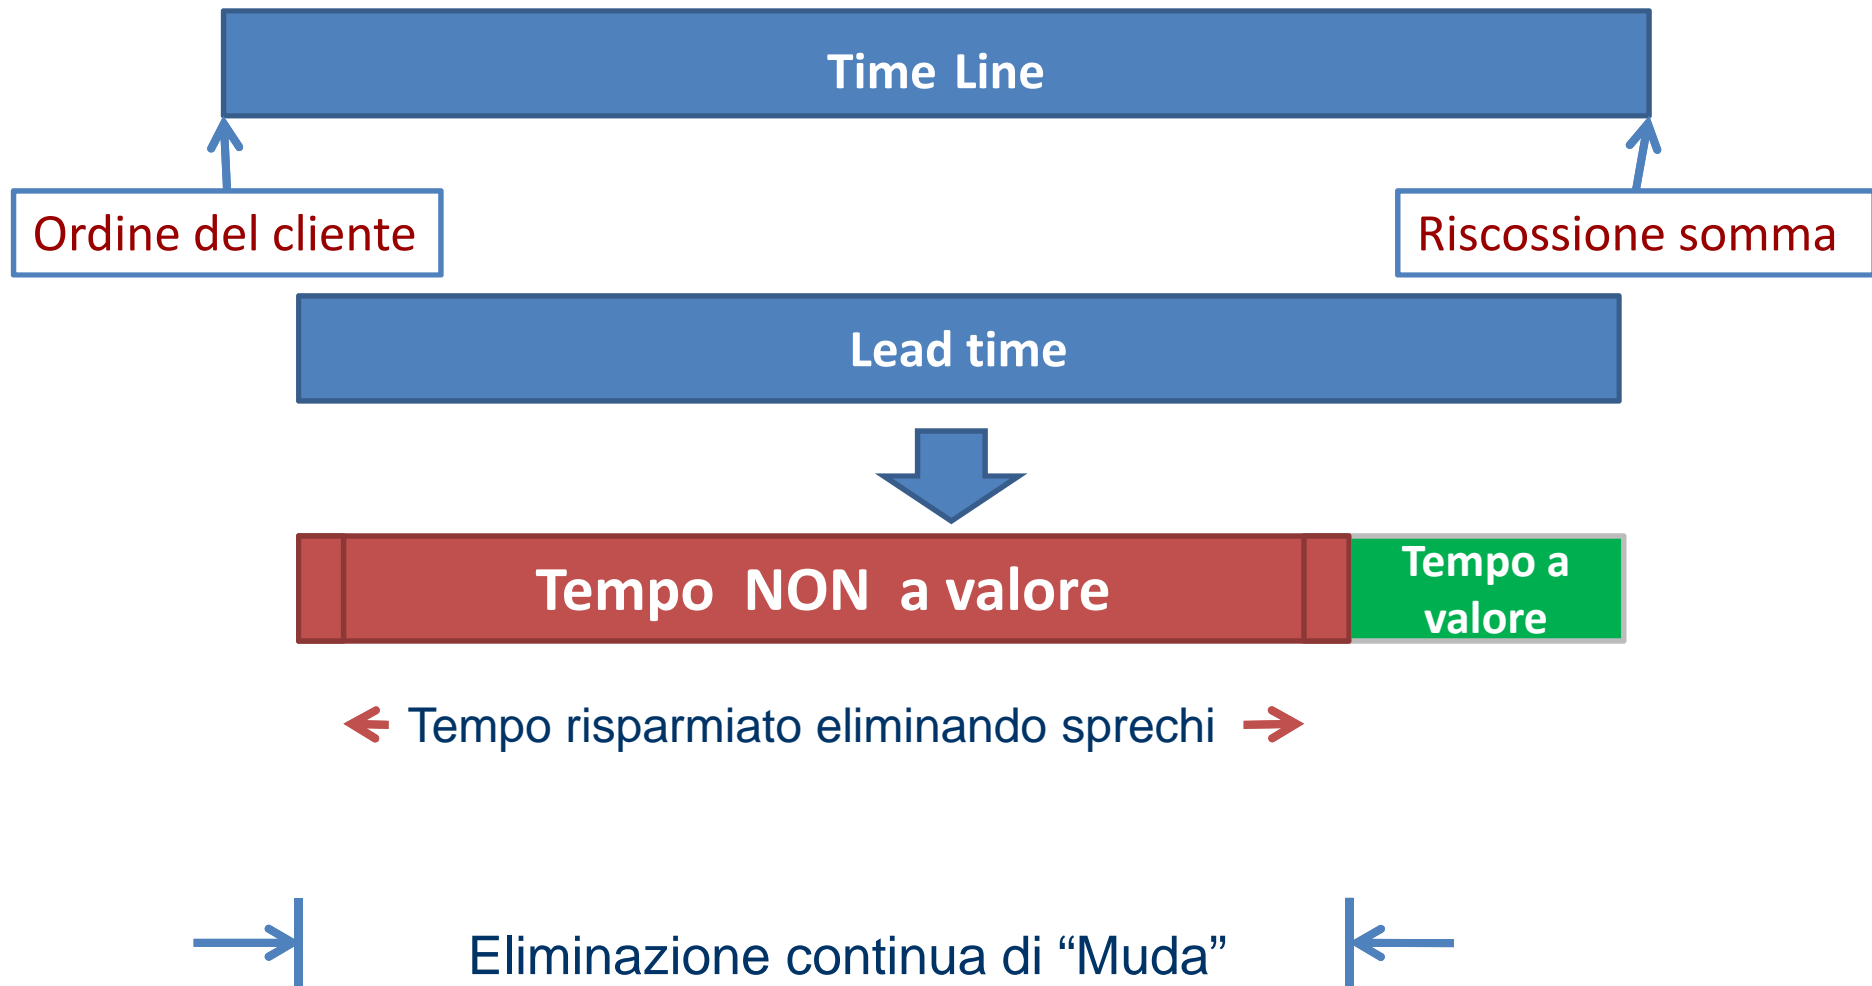 Time Line
Ordine del cliente
Riscossione somma
Lead time
Tempo NON a valore
Tempo a
valore
Tempo risparmiato eliminando sprechi
Eliminazione continua di “Muda”